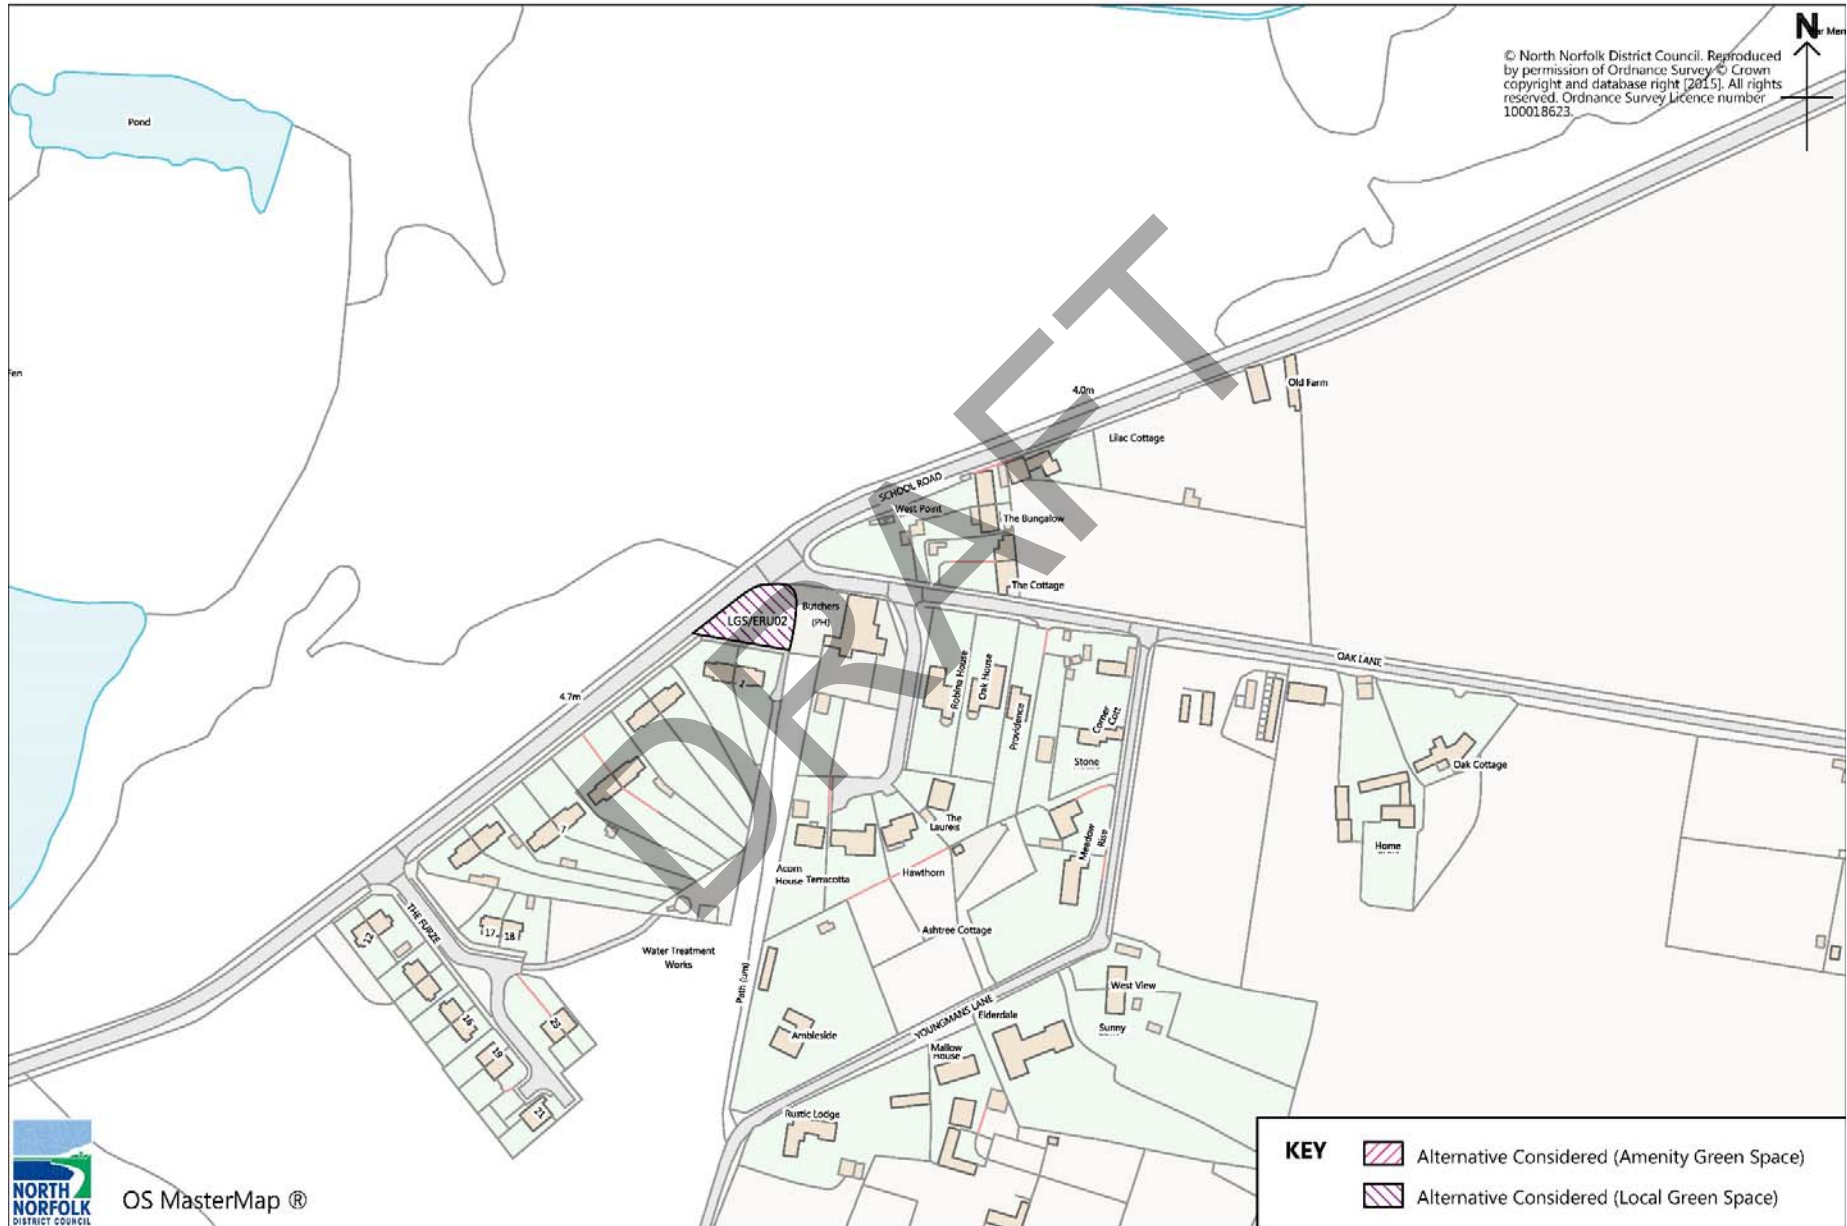 N
© North Norfolk District Council. Reproduced
by permission of Ordnance Survey © Crown
copyright and database right [2015]. All rights
reserved. Ordnance Survey Licence number
100018623.
Pond
Fen
4.0m
Old Farm
Lilac Cottage
SCHOOL ROAD
West Point
The Bungalow
The Cottage
LGS/ERU02
Butchers
(PH)
OAK LANE
Robina House
Oak House
Providence
Corner
Cott
Stone
4.7m
1
7
Oak Cottage
Home
The
Laurels
Meadow
Rise
Acorn
House
Terracotta
Hawthorn
Ashtree Cottage
THE FURZE
12
17
18
Water Treatment
Works
Path (um)
16
25
19
21
Ambleside
YOUNGMANS LANE
Elderdale
West View
Sunny
Mallow
House
Rustic Lodge
DRAFT
NORTH
NORFOLK
DISTRICT COUNCIL
OS MasterMap ®
KEY
Alternative Considered (Amenity Green Space)
Alternative Considered (Local Green Space)